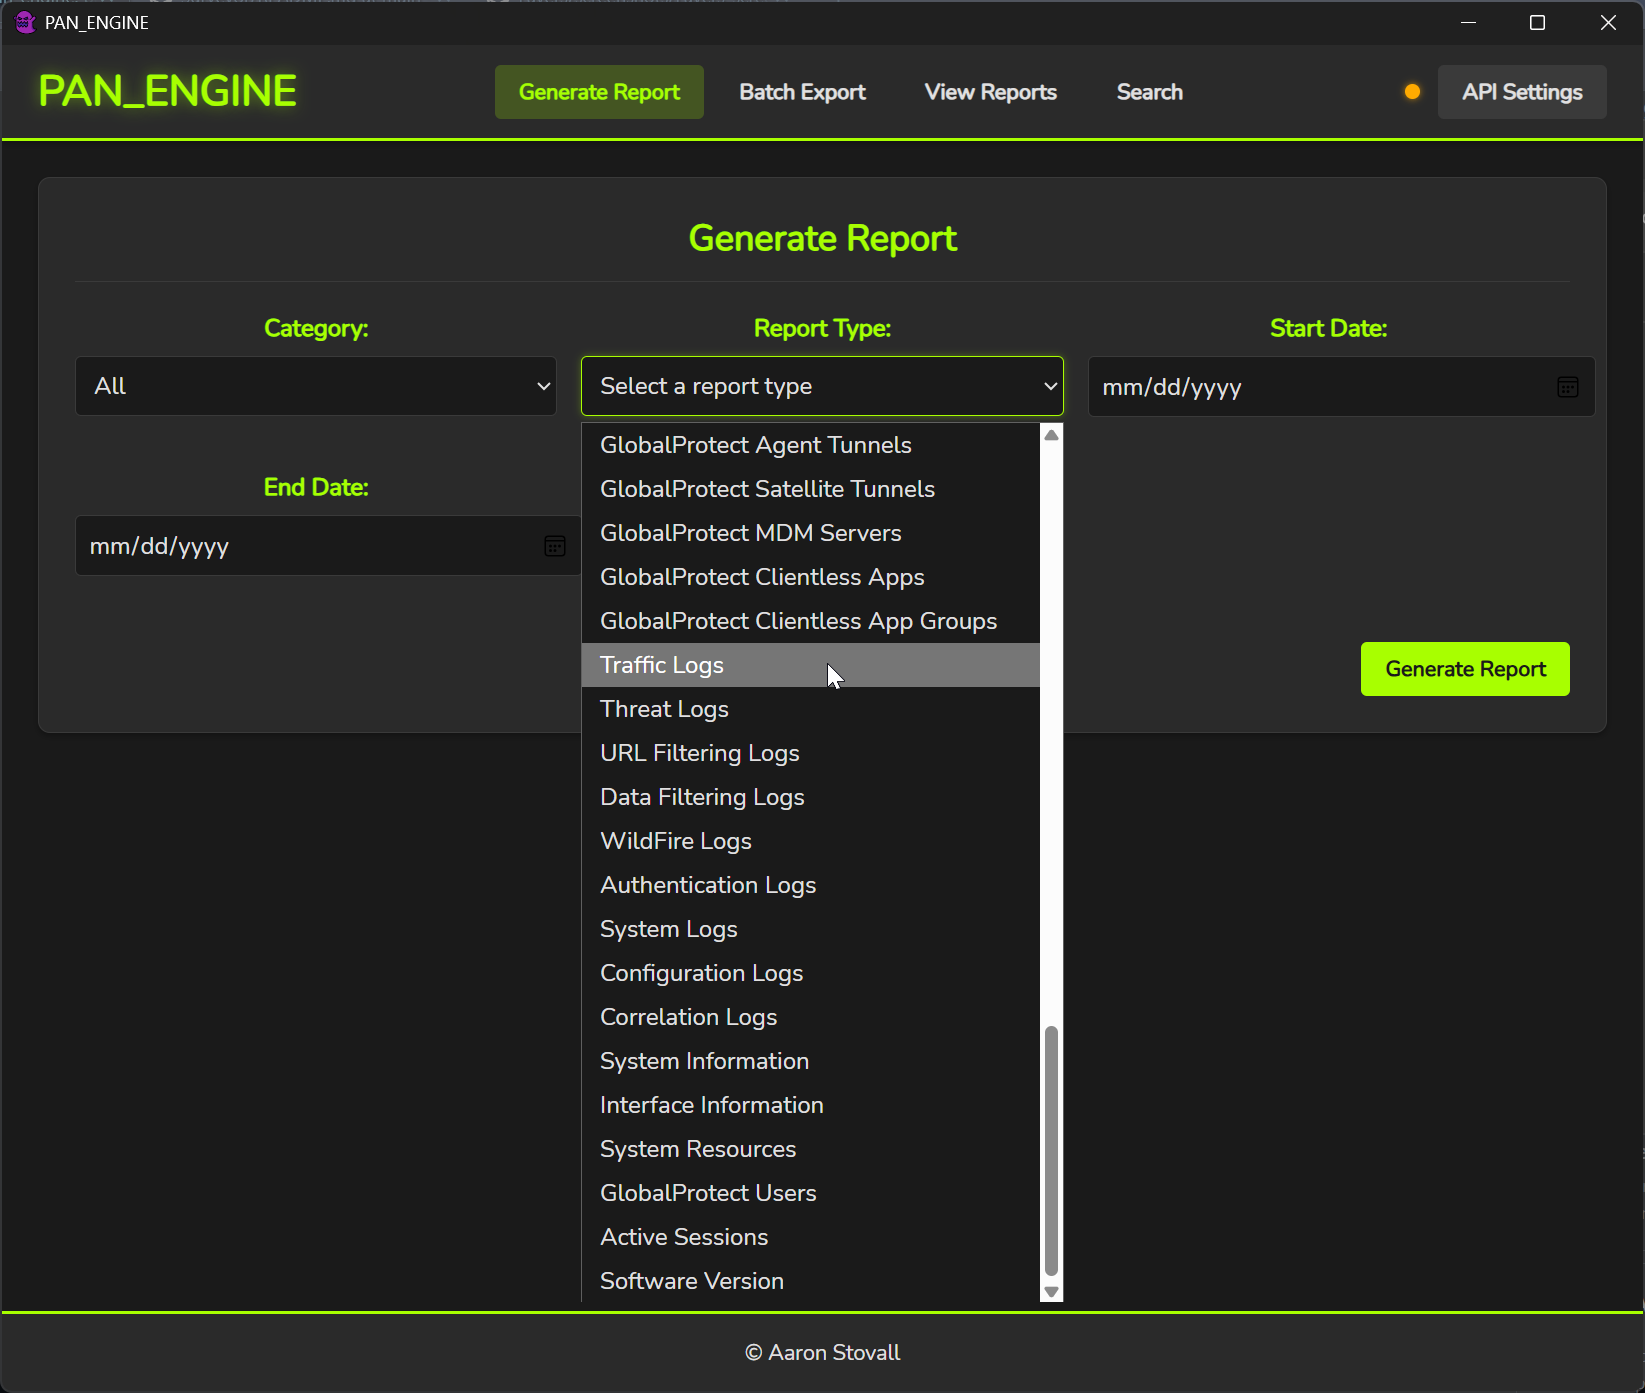 PAN_ENGINE
PAN_ENGINE
Generate Report
Batch Export
View Reports
Search
API Settings
Generate Report
Category:
Report Type:
Start Date:
All
Select a report type
mm/dd/yyyy
End Date:
mm/dd/yyyy
GlobalProtect Agent Tunnels
GlobalProtect Satellite Tunnels
GlobalProtect MDM Servers
GlobalProtect Clientless Apps
GlobalProtect Clientless App Groups
Traffic Logs
Threat Logs
URL Filtering Logs
Data Filtering Logs
WildFire Logs
Authentication Logs
System Logs
Configuration Logs
Correlation Logs
System Information
Interface Information
System Resources
GlobalProtect Users
Active Sessions
Software Version
Generate Report
© Aaron Stovall